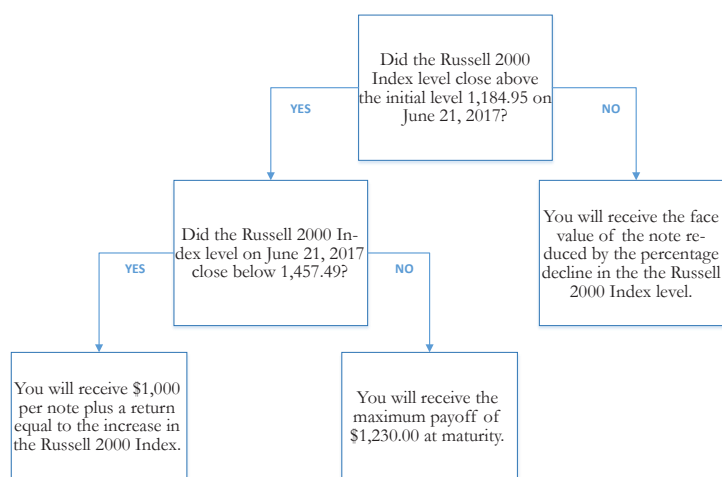 Did the Russell 2000
Index level close above
the initial level 1,184.95 on
June 21, 2017?
YES
NO
Did the Russell 2000 In-
dex level on June 21, 2017
close below 1,457.49?
You will receive the face
value of the note re-
duced by the percentage
decline in the the Russell
2000 Index level.
YES
NO
You will receive $1,000
per note plus a return
equal to the increase in
the Russell 2000 Index.
You will receive the
maximum payoff of
$1,230.00 at maturity.